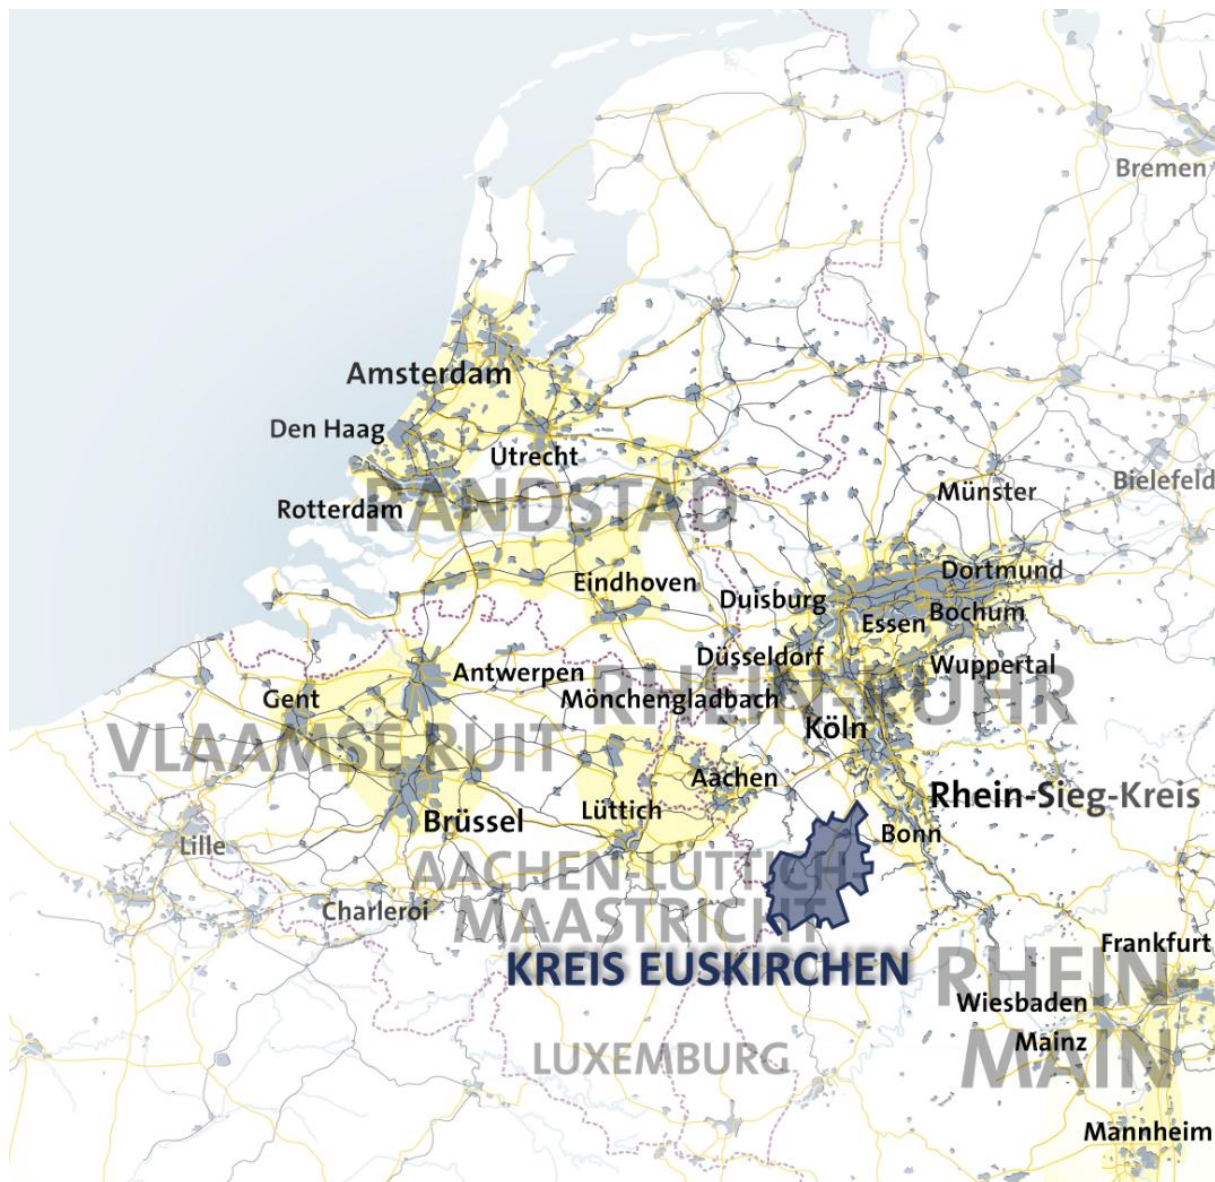 Bremen
Amsterdam
Den Haag
Utrecht
Bielefeld
Münster
RANDSTAD
Rotterdam
Dortmund
Eindhoven
Duisburg
Bochum
Essen
Düsseldorf
Wuppertal
Antwerpen
RHEIN-RUHR
Gent
Mönchengladbach
Köln
VLAAMSE RUIT
Aachen
Rhein-Sieg-Kreis
Lüttich
Brüssel
Bonn
Lille
AACHEN-LÜTTICH
MAASTRICHT
Charleroi
Frankfurt
KREIS EUSKIRCHEN
RHEIN-
MAIN
Wiesbaden
Mainz
LUXEMBURG
Mannheim